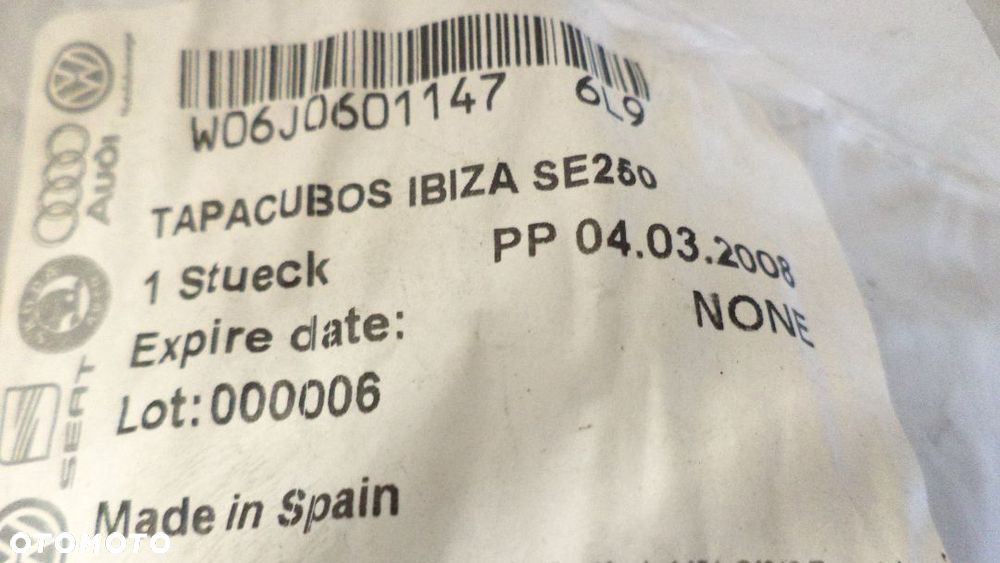 W06J0601147 6L9
TAPACUBOS IBIZA SE250
1 Stueck PP 04.03.2008
Expire date: NONE
Lot:000006
Made in Spain
AUDI
SKODA
SEAT
OTOMOTO